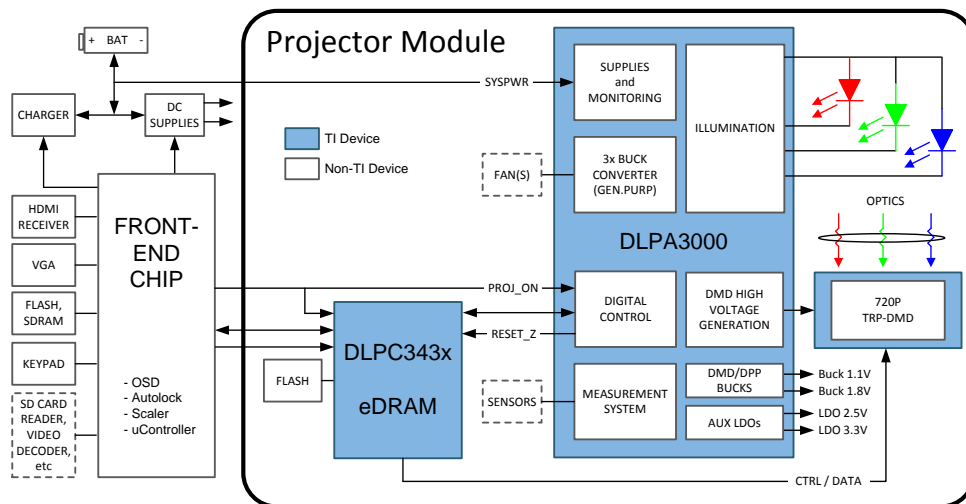 + BAT -
Projector Module
SYSPWR
CHARGER
DC
SUPPLIES
TI Device
Non-TI Device
SUPPLIES
and
MONITORING
ILLUMINATION
FAN(S)
3x BUCK
CONVERTER
(GEN.PURP)
HDMI
RECEIVER
VGA
FLASH,
SDRAM
KEYPAD
SD CARD
READER,
VIDEO
DECODER,
etc
FRONT-
END
CHIP
- OSD
- Autolock
- Scaler
- uController
DLPA3000
OPTICS
PROJ_ON
RESET_Z
DIGITAL
CONTROL
DMD HIGH
VOLTAGE
GENERATION
720P
TRP-DMD
DLPC343x
eDRAM
FLASH
SENSORS
MEASUREMENT
SYSTEM
DMD/DPP
BUCKS
AUX LDOs
Buck 1.1V
Buck 1.8V
LDO 2.5V
LDO 3.3V
CTRL / DATA